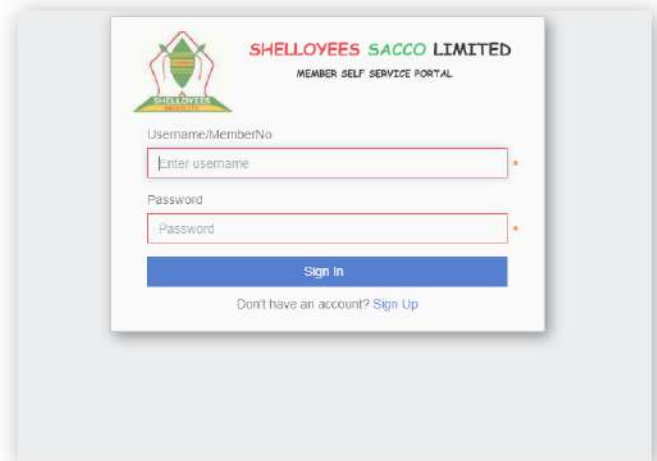 SHELLOYEES SACCO LIMITED
MEMBER SELF SERVICE PORTAL
SHELLOYEES
Username/MemberNo
Enter username
*
Password
Password
*
Sign In
Don't have an account? Sign Up